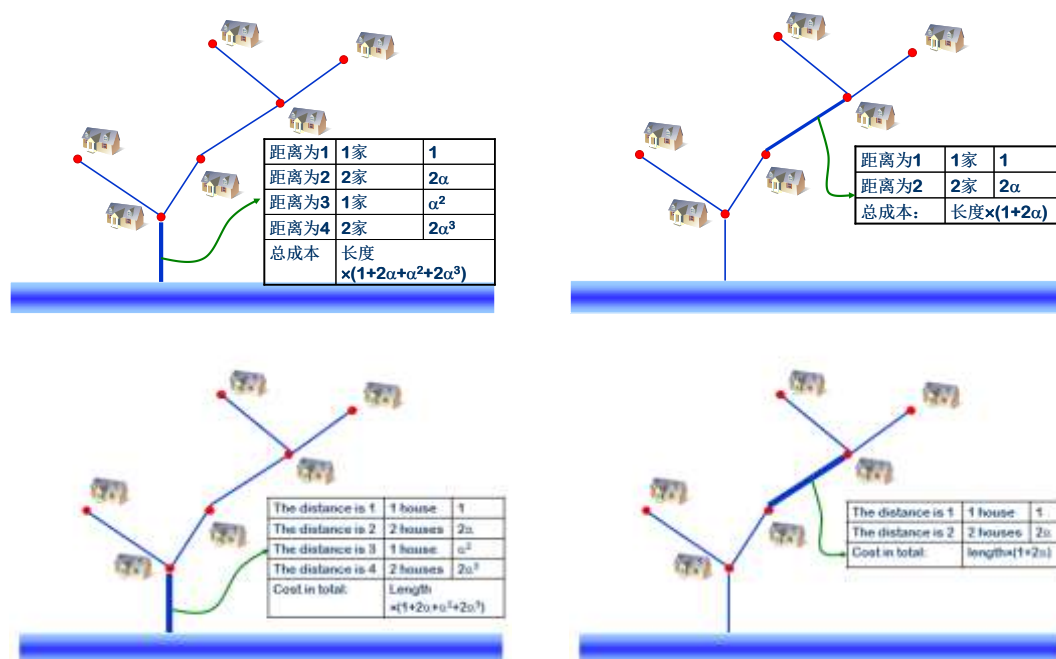 距离为1 1家 1
距离为2 2家 2α
距离为3 1家 α²
距离为4 2家 2α³
总成本 长度
×(1+2α+α²+2α³)
距离为1 1家 1
距离为2 2家 2α
总成本： 长度×(1+2α)
The distance is 1 1 house 1
The distance is 2 2 houses 2α
The distance is 3 1 house α²
The distance is 4 2 houses 2α³
Cost in total: Length
×(1+2α+α²+2α³)
The distance is 1 1 house 1
The distance is 2 2 houses 2α
Cost in total: length×(1+2α)